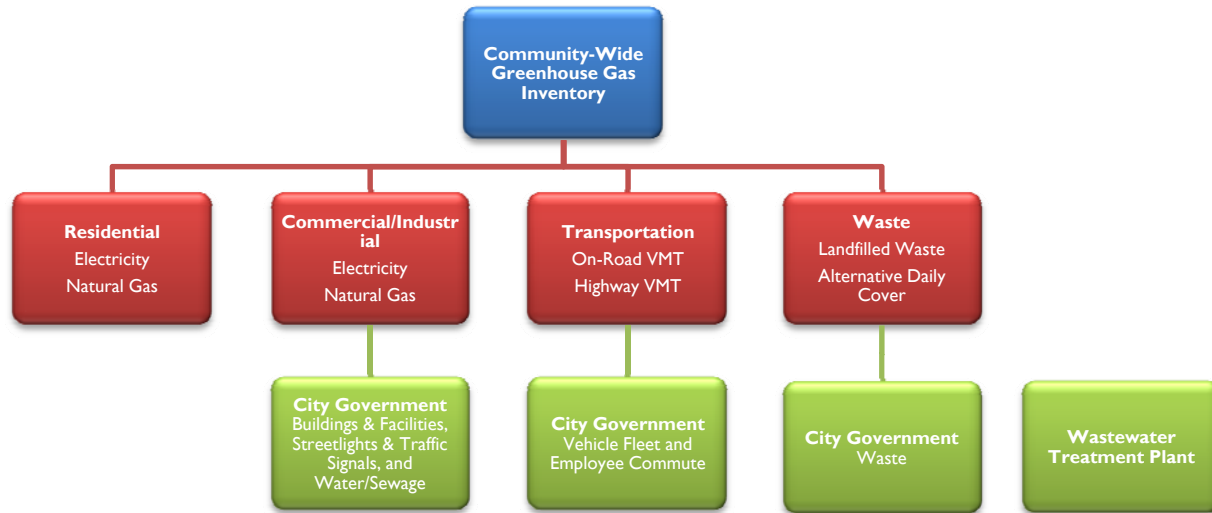 Community-Wide
Greenhouse Gas
Inventory
Residential
Electricity
Natural Gas
Commercial/Industr
ial
Electricity
Natural Gas
Transportation
On-Road VMT
Highway VMT
Waste
Landfilled Waste
Alternative Daily
Cover
City Government
Buildings & Facilities,
Streetlights & Traffic
Signals, and
Water/Sewage
City Government
Vehicle Fleet and
Employee Commute
City Government
Waste
Wastewater
Treatment Plant